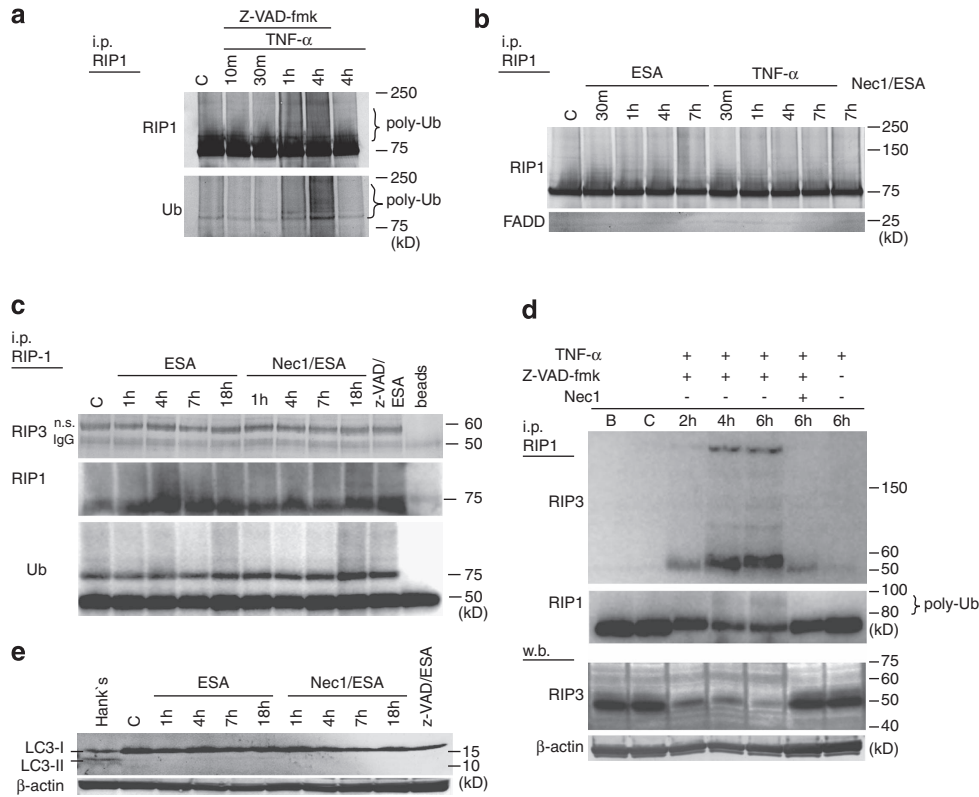 a
Z-VAD-fmk
TNF-α
i.p.
RIP1
C 10m 30m 1h 4h 4h
RIP1
250
poly-Ub
75
Ub
250
poly-Ub
75
(kD)
b
i.p.
RIP1
ESA TNF-α Nec1/ESA
C 30m 1h 4h 7h 30m 1h 4h 7h 7h
RIP1
250
150
75
FADD
25
(kD)
c
i.p.
RIP-1
ESA Nec1/ESA
C 1h 4h 7h 18h 1h 4h 7h 18h z-VAD/ESA beads
RIP3 n.s. 60
IgG 50
RIP1
75
Ub
75
50
(kD)
d
TNF-α + + + + +
Z-VAD-fmk + + + + -
Nec1 - - - + -
B C 2h 4h 6h 6h 6h
i.p.
RIP1
RIP3
150
60
50
RIP1
100
80
poly-Ub
(kD)
w.b.
RIP3
75
60
50
40
β-actin (kD)
e
ESA Nec1/ESA
Hank`s C 1h 4h 7h 18h 1h 4h 7h 18h z-VAD/ESA
LC3-I 15
LC3-II 10
β-actin (kD)